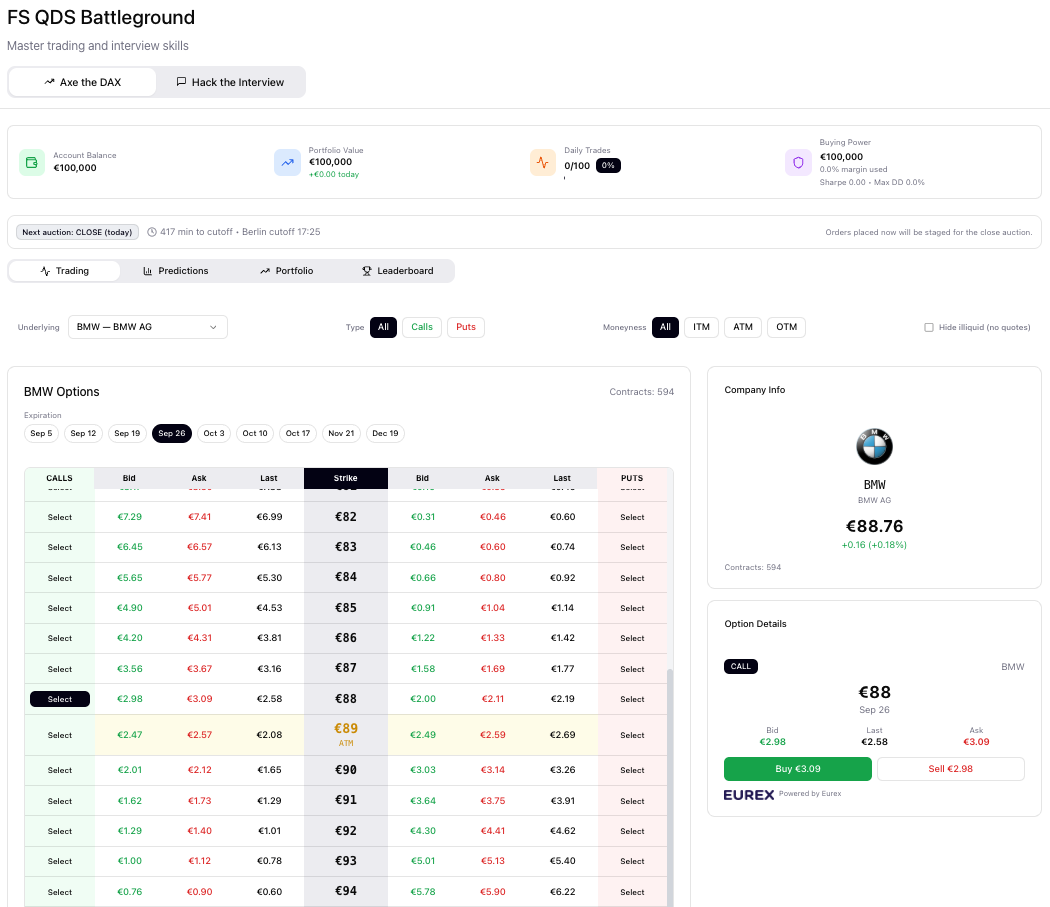 FS QDS Battleground
Master trading and interview skills
Axe the DAX
Hack the Interview
Account Balance
€100,000
Portfolio Value
€100,000
+€0.00 today
Daily Trades
0/100 0%
Buying Power
€100,000
0.0% margin used
Sharpe 0.00 • Max DD 0.0%
Next auction: CLOSE (today)
417 min to cutoff • Berlin cutoff 17:25
Orders placed now will be staged for the close auction.
Trading
Predictions
Portfolio
Leaderboard
Underlying
BMW — BMW AG
Type All Calls Puts
Moneyness All ITM ATM OTM
Hide illiquid (no quotes)
BMW Options
Contracts: 594
Expiration
Sep 5 Sep 12 Sep 19 Sep 26 Oct 3 Oct 10 Oct 17 Nov 21 Dec 19
CALLS Bid Ask Last Strike Bid Ask Last PUTS
Select €7.29 €7.41 €6.99 €82 €0.31 €0.46 €0.60 Select
Select €6.45 €6.57 €6.13 €83 €0.46 €0.60 €0.74 Select
Select €5.65 €5.77 €5.30 €84 €0.66 €0.80 €0.92 Select
Select €4.90 €5.01 €4.53 €85 €0.91 €1.04 €1.14 Select
Select €4.20 €4.31 €3.81 €86 €1.22 €1.33 €1.42 Select
Select €3.56 €3.67 €3.16 €87 €1.58 €1.69 €1.77 Select
Select €2.98 €3.09 €2.58 €88 €2.00 €2.11 €2.19 Select
Select €2.47 €2.57 €2.08 €89 €2.49 €2.59 €2.69 Select
ATM
Select €2.01 €2.12 €1.65 €90 €3.03 €3.14 €3.26 Select
Select €1.62 €1.73 €1.29 €91 €3.64 €3.75 €3.91 Select
Select €1.29 €1.40 €1.01 €92 €4.30 €4.41 €4.62 Select
Select €1.00 €1.12 €0.78 €93 €5.01 €5.13 €5.40 Select
Select €0.76 €0.90 €0.60 €94 €5.78 €5.90 €6.22 Select
Company Info
BMW
BMW
BMW AG
€88.76
+0.16 (+0.18%)
Contracts: 594
Option Details
CALL
BMW
€88
Sep 26
Bid Last Ask
€2.98 €2.58 €3.09
Buy €3.09
Sell €2.98
EUREX Powered by Eurex